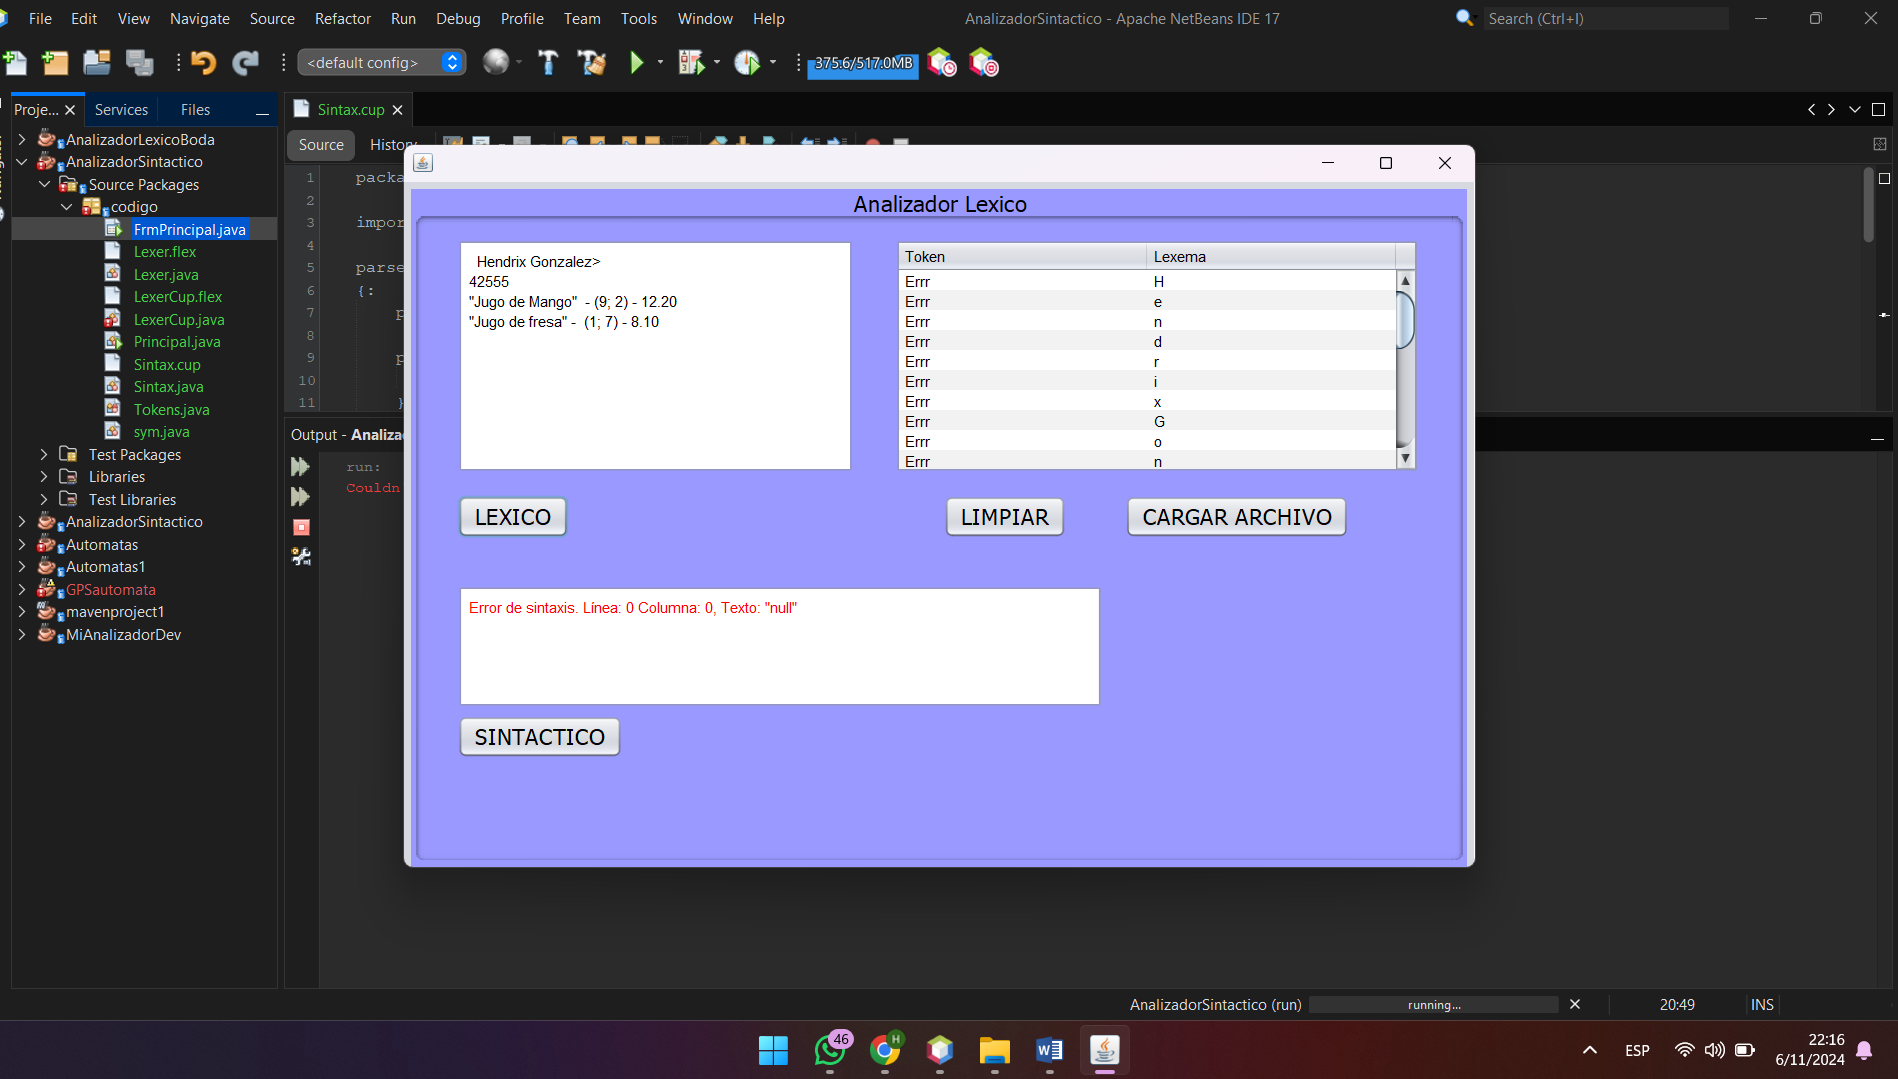 File Edit View Navigate Source Refactor Run Debug Profile Team Tools Window Help
AnalizadorSintactico - Apache NetBeans IDE 17
Search (Ctrl+I)
<default config>
375.6/517.0MB
Proje...
Services
Files
Sintax.cup
AnalizadorLexicoBoda
AnalizadorSintactico
Source Packages
codigo
FrmPrincipal.java
Lexer.flex
Lexer.java
LexerCup.flex
LexerCup.java
Principal.java
Sintax.cup
Sintax.java
Tokens.java
sym.java
Test Packages
Libraries
Test Libraries
AnalizadorSintactico
Automatas
Automatas1
GPSautomata
mavenproject1
MiAnalizadorDev
Source
History
1 packa
2
3 impor
4
5 parse
6 {:
7 p
8
9 p
10
11 }
Output - Analiza
run:
Couldn
Analizador Lexico
Hendrix Gonzalez>
42555
"Jugo de Mango" - (9; 2) - 12.20
"Jugo de fresa" - (1; 7) - 8.10
Token Lexema
Errr H
Errr e
Errr n
Errr d
Errr r
Errr i
Errr x
Errr G
Errr o
Errr n
LEXICO
LIMPIAR
CARGAR ARCHIVO
Error de sintaxis. Línea: 0 Columna: 0, Texto: "null"
SINTACTICO
AnalizadorSintactico (run)
running...
20:49
INS
46
H
ESP
22:16
6/11/2024